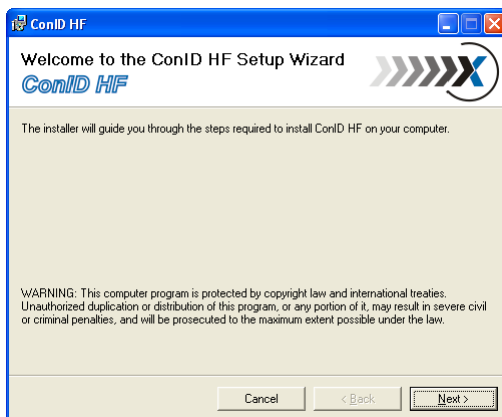 ConID HF
Welcome to the ConID HF Setup Wizard
ConID HF
The installer will guide you through the steps required to install ConID HF on your computer.
WARNING: This computer program is protected by copyright law and international treaties.
Unauthorized duplication or distribution of this program, or any portion of it, may result in severe civil
or criminal penalties, and will be prosecuted to the maximum extent possible under the law.
Cancel
< Back
Next >